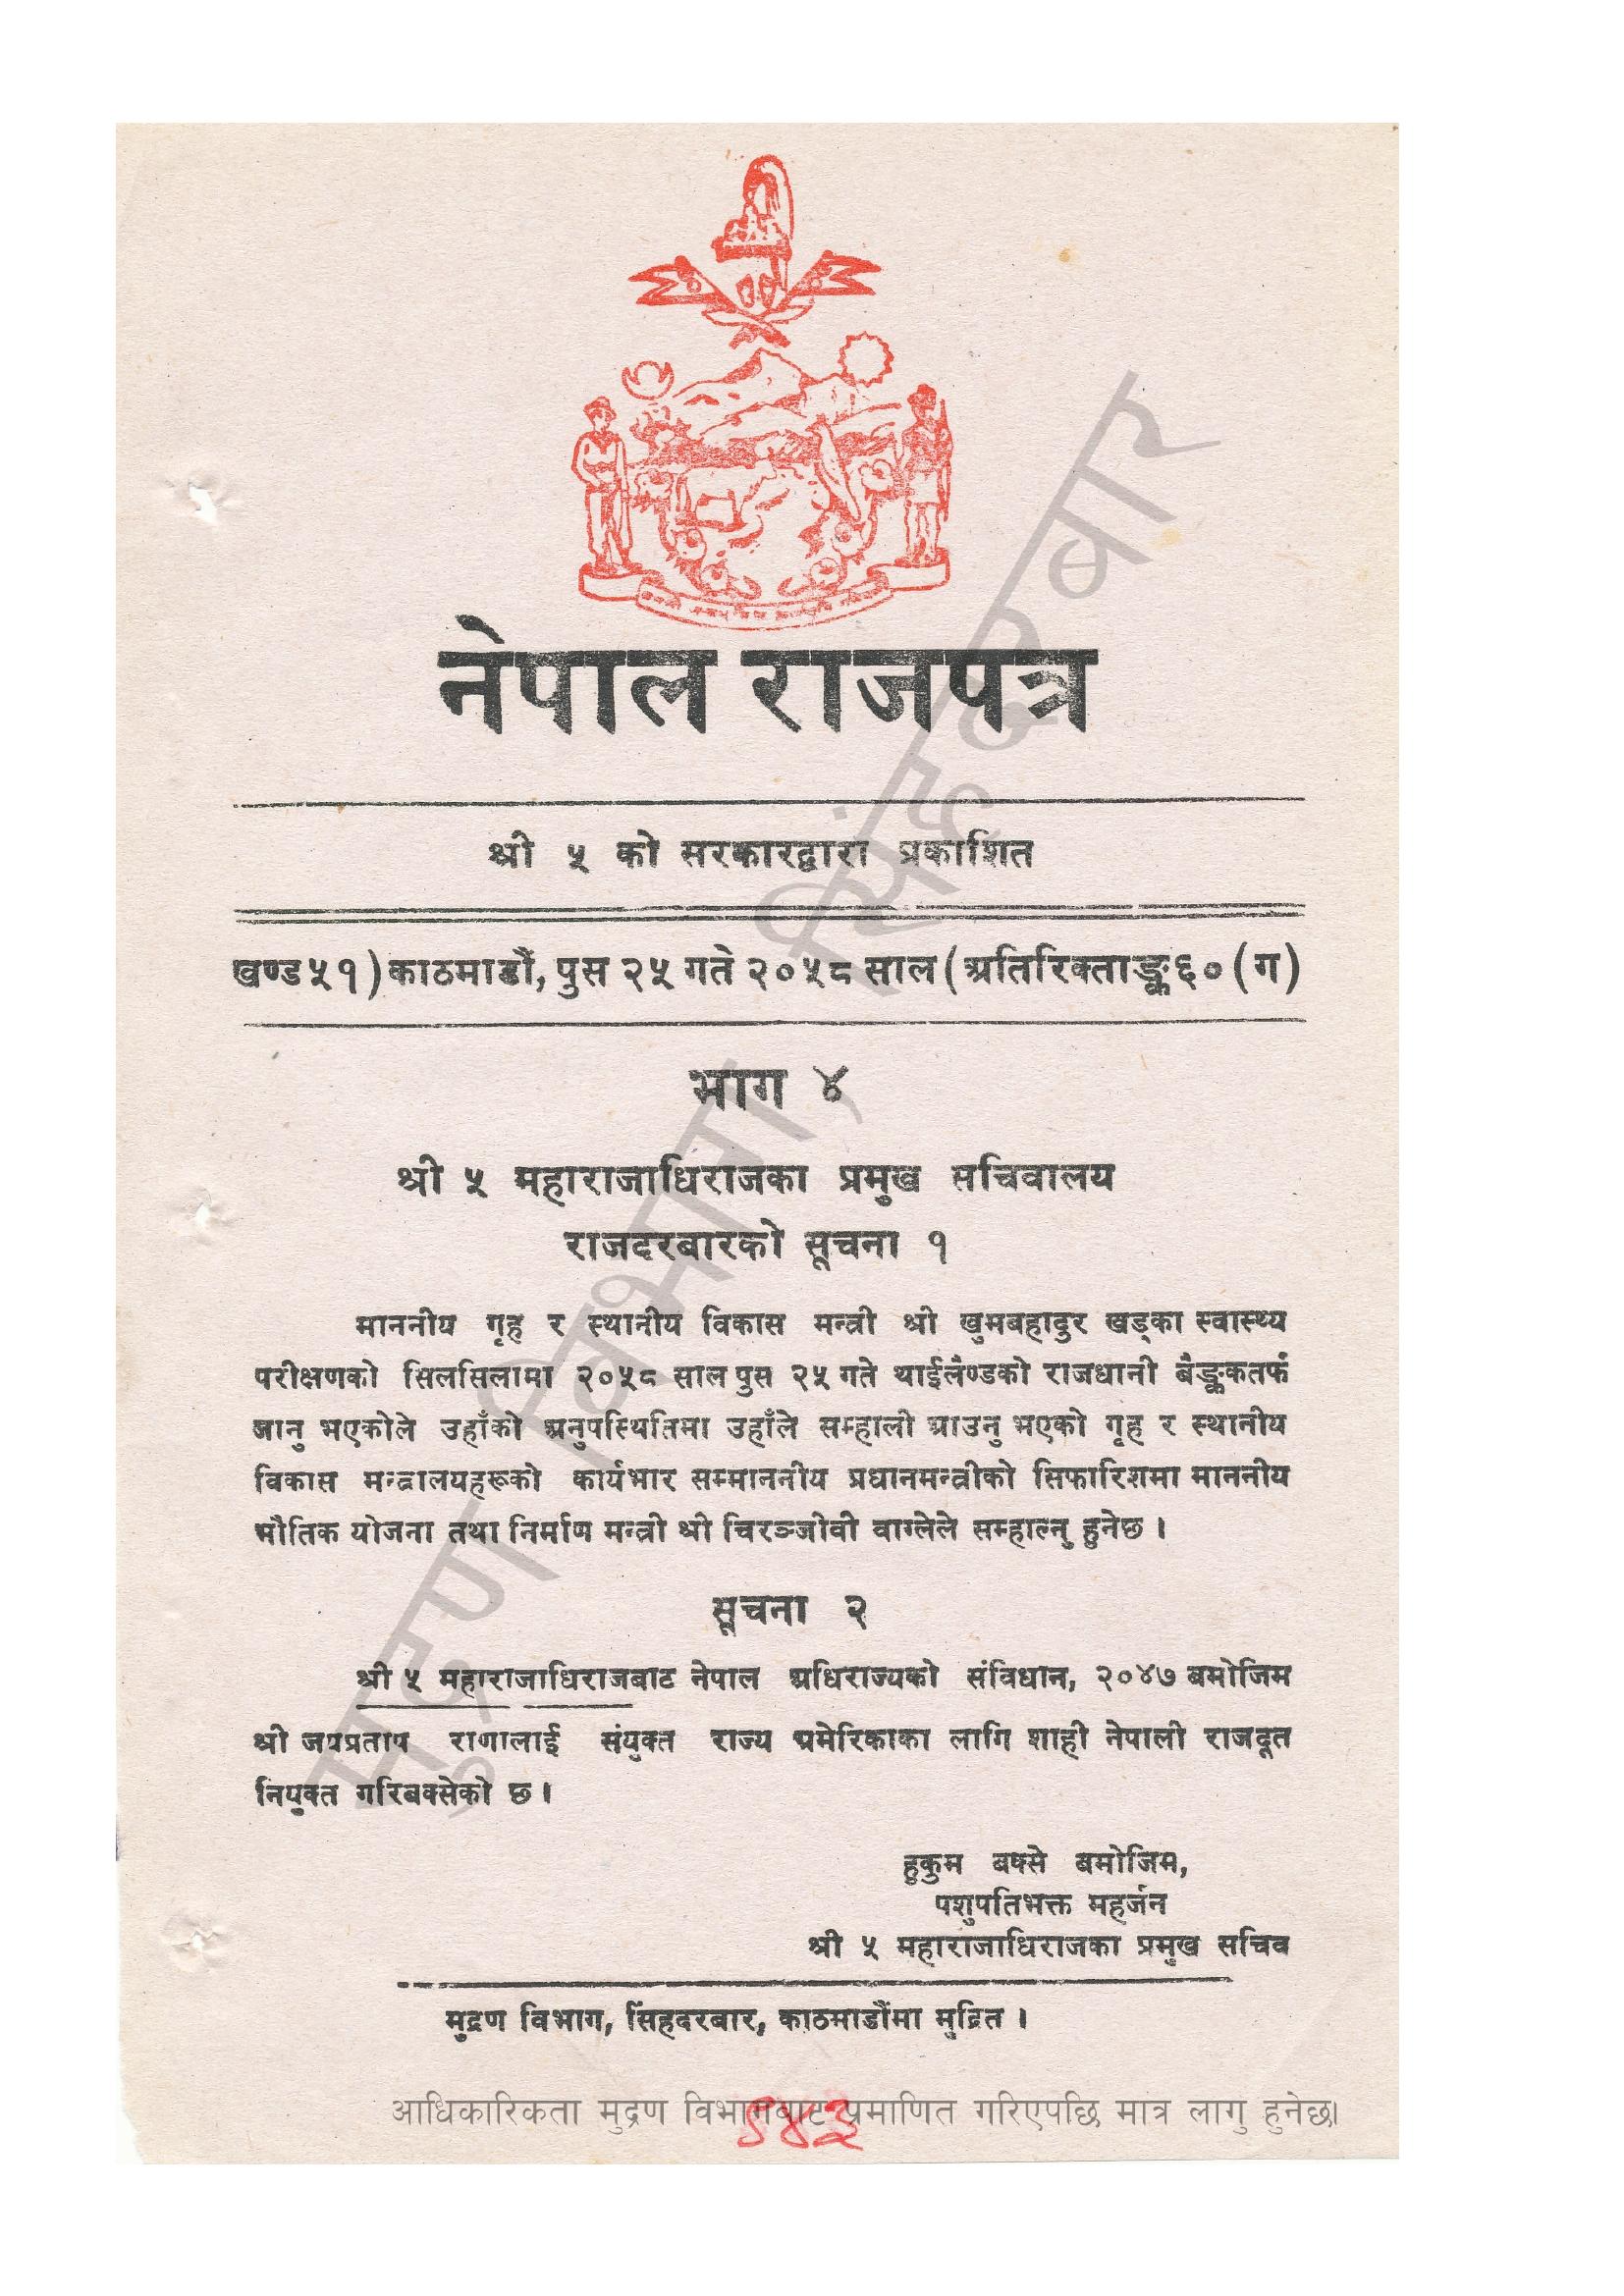 नेपाल राजपत्र
श्री ५ को सरकारद्वारा प्रकाशित
खण्ड ५१) काठमाडौं, पुस २५ गते २०५८ साल (अतिरिक्ताङ्क ६० (ग)
भाग ४
श्री ५ महाराजाधिराजका प्रमुख सचिवालय
राजदरबारको सूचना १
माननीय गृह र स्थानीय विकास मन्त्री श्री खुमबहादुर खड्का स्वास्थ्य
परीक्षणको सिलसिलामा २०५८ साल पुस २५ गते थाईलैण्डको राजधानी बैङ्ककतर्फ
जानु भएकोले उहाँको अनुपस्थितिमा उहाँले सम्हाली आउनु भएको गृह र स्थानीय
विकास मन्त्रालयहरूको कार्यभार सम्माननीय प्रधानमन्त्रीको सिफारिशमा माननीय
भौतिक योजना तथा निर्माण मन्त्री श्री चिरञ्जीवी वाग्लेले सम्हाल्नु हुनेछ ।
सूचना २
श्री ५ महाराजाधिराजबाट नेपाल अधिराज्यको संविधान, २०४७ बमोजिम
श्री जयप्रताप राणालाई संयुक्त राज्य अमेरिकाका लागि शाही नेपाली राजदूत
नियुक्त गरिबक्सेको छ ।
हुकुम बक्से बमोजिम,
पशुपतिभक्त महर्जन
श्री ५ महाराजाधिराजका प्रमुख सचिव
मुद्रण विभाग, सिंहदरबार, काठमाडौंमा मुद्रित ।
आधिकारिकता मुद्रण विभागबाट प्रमाणित गरिएपछि मात्र लागु हुनेछ।
मुद्रण विभाग, सिंहदरबार